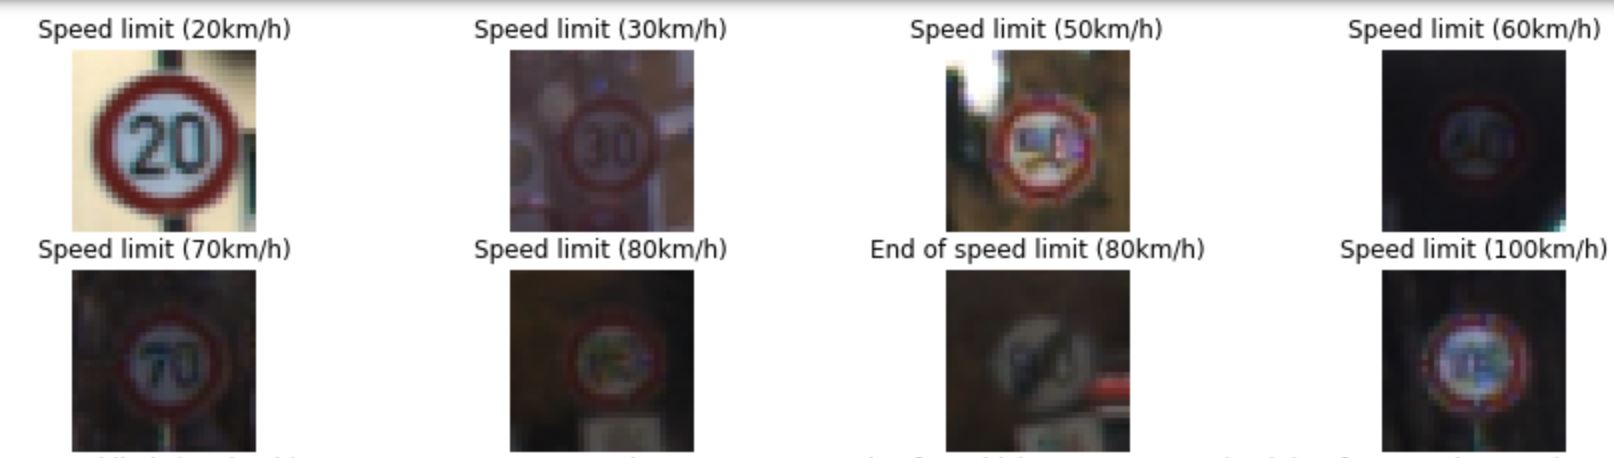 Speed limit (20km/h) Speed limit (30km/h) Speed limit (50km/h) Speed limit (60km/h)
20 30
Speed limit (70km/h) Speed limit (80km/h) End of speed limit (80km/h) Speed limit (100km/h)
70